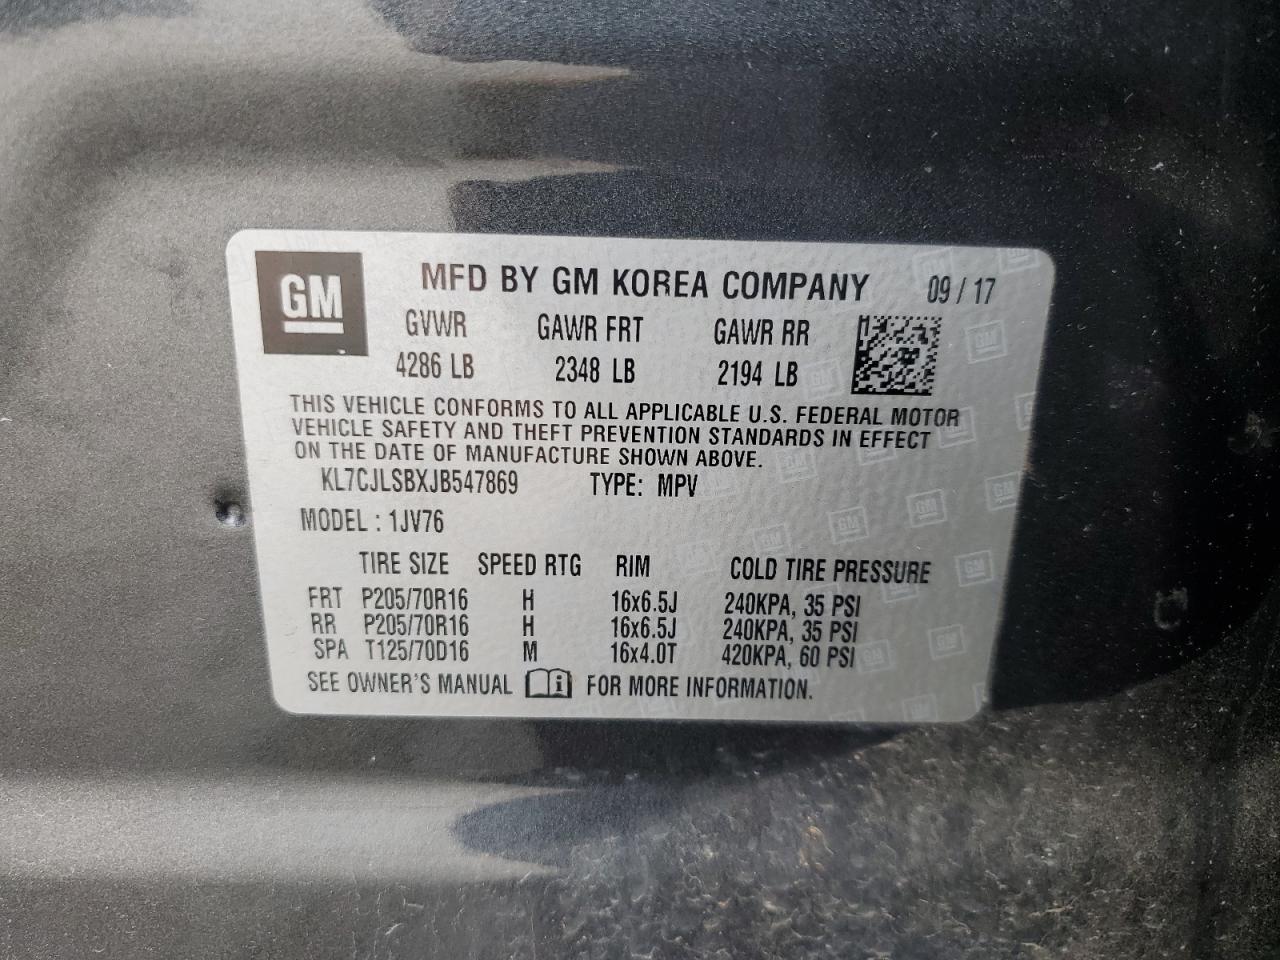 GM
MFD BY GM KOREA COMPANY 09 / 17
GVWR GAWR FRT GAWR RR
4286 LB 2348 LB 2194 LB
THIS VEHICLE CONFORMS TO ALL APPLICABLE U.S. FEDERAL MOTOR
VEHICLE SAFETY AND THEFT PREVENTION STANDARDS IN EFFECT
ON THE DATE OF MANUFACTURE SHOWN ABOVE.
KL7CJLSBXJB547869 TYPE: MPV
MODEL : 1JV76
TIRE SIZE SPEED RTG RIM COLD TIRE PRESSURE
FRT P205/70R16 H 16x6.5J 240KPA, 35 PSI
RR P205/70R16 H 16x6.5J 240KPA, 35 PSI
SPA T125/70D16 M 16x4.0T 420KPA, 60 PSI
SEE OWNER'S MANUAL i FOR MORE INFORMATION.